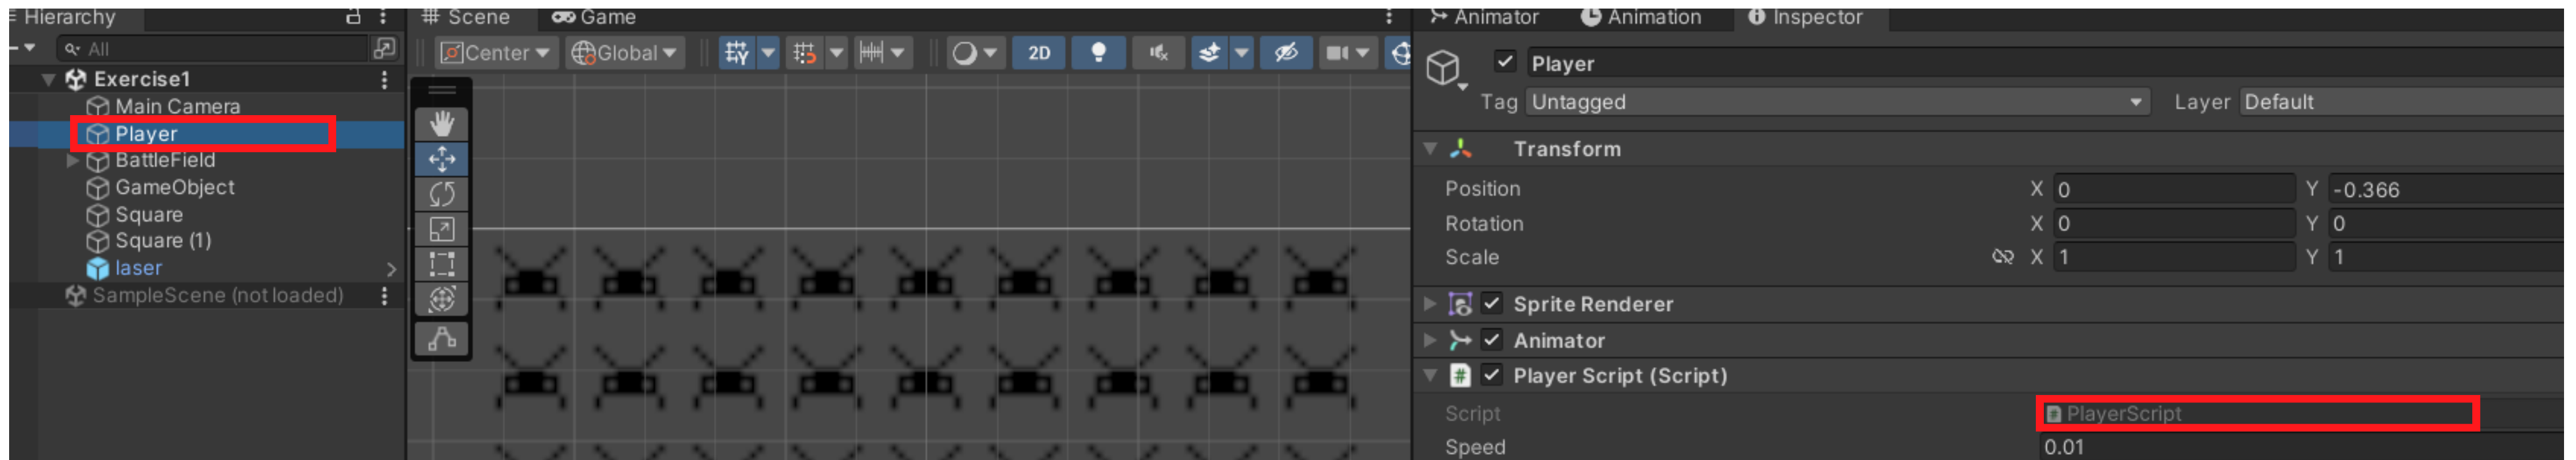 Hierarchy
All
Exercise1
Main Camera
Player
BattleField
GameObject
Square
Square (1)
laser
SampleScene (not loaded)
Scene
Game
Center
Global
2D
Animator
Animation
Inspector
Player
Tag Untagged
Layer Default
Transform
Position X 0 Y -0.366
Rotation X 0 Y 0
Scale X 1 Y 1
Sprite Renderer
Animator
# Player Script (Script)
Script PlayerScript
Speed 0.01